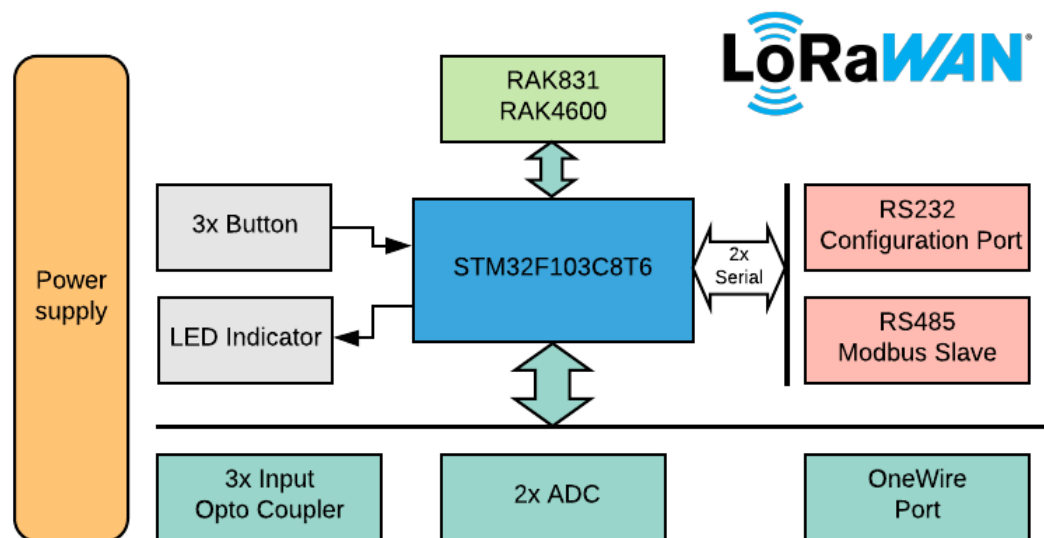 LoRaWAN®
RAK831
RAK4600
3x Button
STM32F103C8T6
2x
Serial
RS232
Configuration Port
Power
supply
LED Indicator
RS485
Modbus Slave
3x Input
Opto Coupler
2x ADC
OneWire
Port